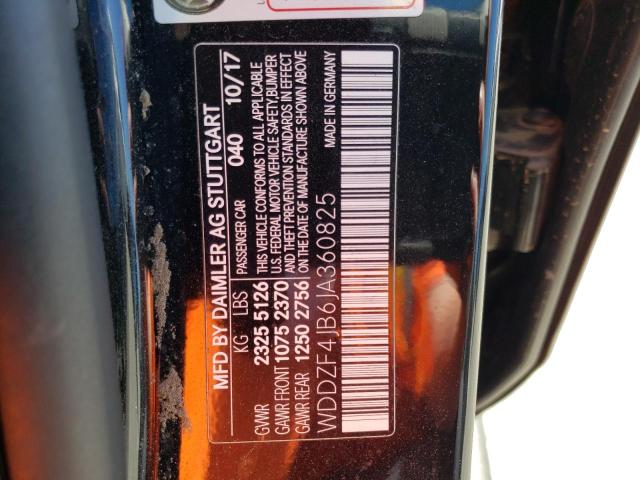 MFD BY DAIMLER AG STUTTGART
040 10/17
KG LBS PASSENGER CAR
GVWR 2325 5126 THIS VEHICLE CONFORMS TO ALL APPLICABLE
GAWR FRONT 1075 2370 U.S. FEDERAL MOTOR VEHICLE SAFETY, BUMPER
GAWR REAR 1250 2756 AND THEFT PREVENTION STANDARDS IN EFFECT
ON THE DATE OF MANUFACTURE SHOWN ABOVE
WDDZF4JB6JA360825 MADE IN GERMANY